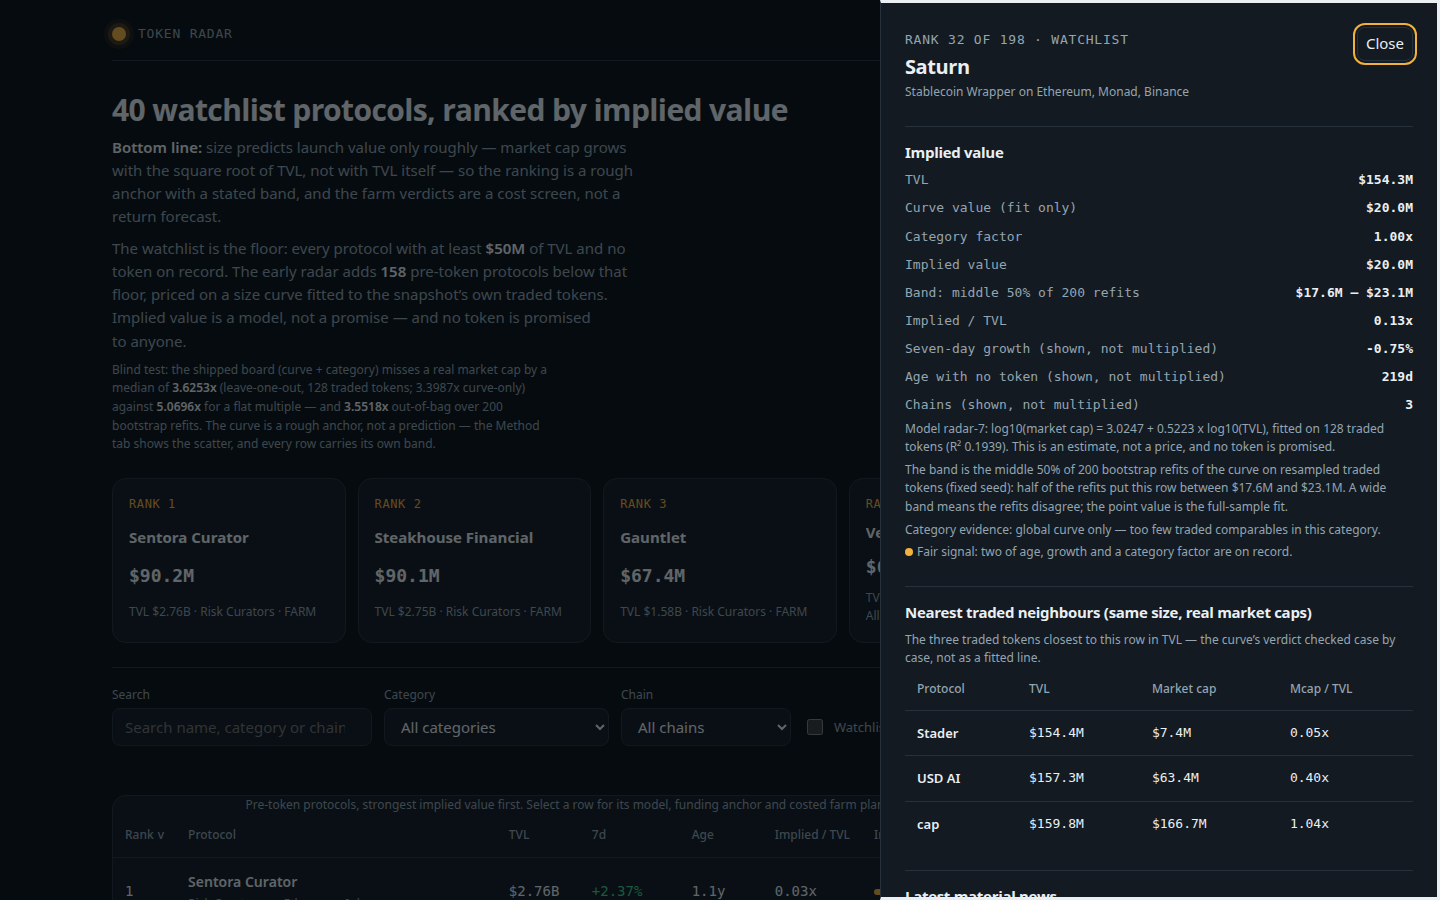 TOKEN RADAR
40 watchlist protocols, ranked by implied value
Bottom line: size predicts launch value only roughly — market cap grows
with the square root of TVL, not with TVL itself — so the ranking is a rough
anchor with a stated band, and the farm verdicts are a cost screen, not a
return forecast.
The watchlist is the floor: every protocol with at least $50M of TVL and no
token on record. The early radar adds 158 pre-token protocols below that
floor, priced on a size curve fitted to the snapshot's own traded tokens.
Implied value is a model, not a promise — and no token is promised
to anyone.
Blind test: the shipped board (curve + category) misses a real market cap by a
median of 3.6253x (leave-one-out, 128 traded tokens; 3.3987x curve-only)
against 5.0696x for a flat multiple — and 3.5518x out-of-bag over 200
bootstrap refits. The curve is a rough anchor, not a prediction — the Method
tab shows the scatter, and every row carries its own band.
RANK 1
Sentora Curator
$90.2M
TVL $2.76B · Risk Curators · FARM
RANK 2
Steakhouse Financial
$90.1M
TVL $2.75B · Risk Curators · FARM
RANK 3
Gauntlet
$67.4M
TVL $1.58B · Risk Curators · FARM
Search
Category
Chain
Search name, category or chain
All categories
All chains
Pre-token protocols, strongest implied value first. Select a row for its model, funding anchor and costed farm plan
Rank v
Protocol
TVL
7d
Age
Implied / TVL
1
Sentora Curator
$2.76B
+2.37%
1.1y
0.03x
RANK 32 OF 198 · WATCHLIST
Close
Saturn
Stablecoin Wrapper on Ethereum, Monad, Binance
Implied value
TVL $154.3M
Curve value (fit only) $20.0M
Category factor 1.00x
Implied value $20.0M
Band: middle 50% of 200 refits $17.6M — $23.1M
Implied / TVL 0.13x
Seven-day growth (shown, not multiplied) -0.75%
Age with no token (shown, not multiplied) 219d
Chains (shown, not multiplied) 3
Model radar-7: log10(market cap) = 3.0247 + 0.5223 x log10(TVL), fitted on 128 traded
tokens (R² 0.1939). This is an estimate, not a price, and no token is promised.
The band is the middle 50% of 200 bootstrap refits of the curve on resampled traded
tokens (fixed seed): half of the refits put this row between $17.6M and $23.1M. A wide
band means the refits disagree; the point value is the full-sample fit.
Category evidence: global curve only — too few traded comparables in this category.
Fair signal: two of age, growth and a category factor are on record.
Nearest traded neighbours (same size, real market caps)
The three traded tokens closest to this row in TVL — the curve's verdict checked case by
case, not as a fitted line.
Protocol TVL Market cap Mcap / TVL
Stader $154.4M $7.4M 0.05x
USD AI $157.3M $63.4M 0.40x
cap $159.8M $166.7M 1.04x
Latest material news